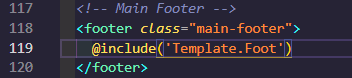 117 <!-- Main Footer -->
118 <footer class="main-footer">
119 @include('Template.Foot')
120 </footer>